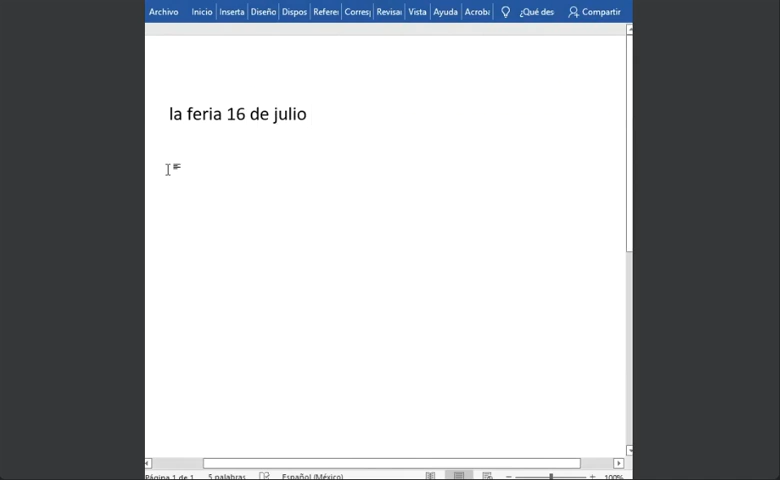 Archivo Inicio Inserta Diseño Dispos Refere Corres Revisa Vista Ayuda Acroba ¿Qué des Compartir
la feria 16 de julio
Página 1 de 1 5 palabras Español (México) 100%